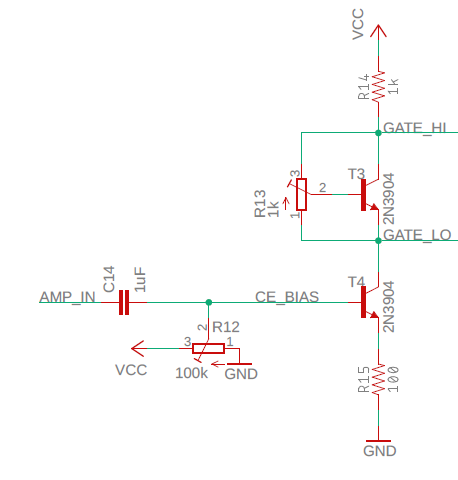 VCC
R14
1k
GATE_HI
3
T3
2
R13
1k
1
2N3904
GATE_LO
C14
1uF
T4
AMP_IN
CE_BIAS
2N3904
2
R12
3
1
VCC
100k
GND
R15
100
GND